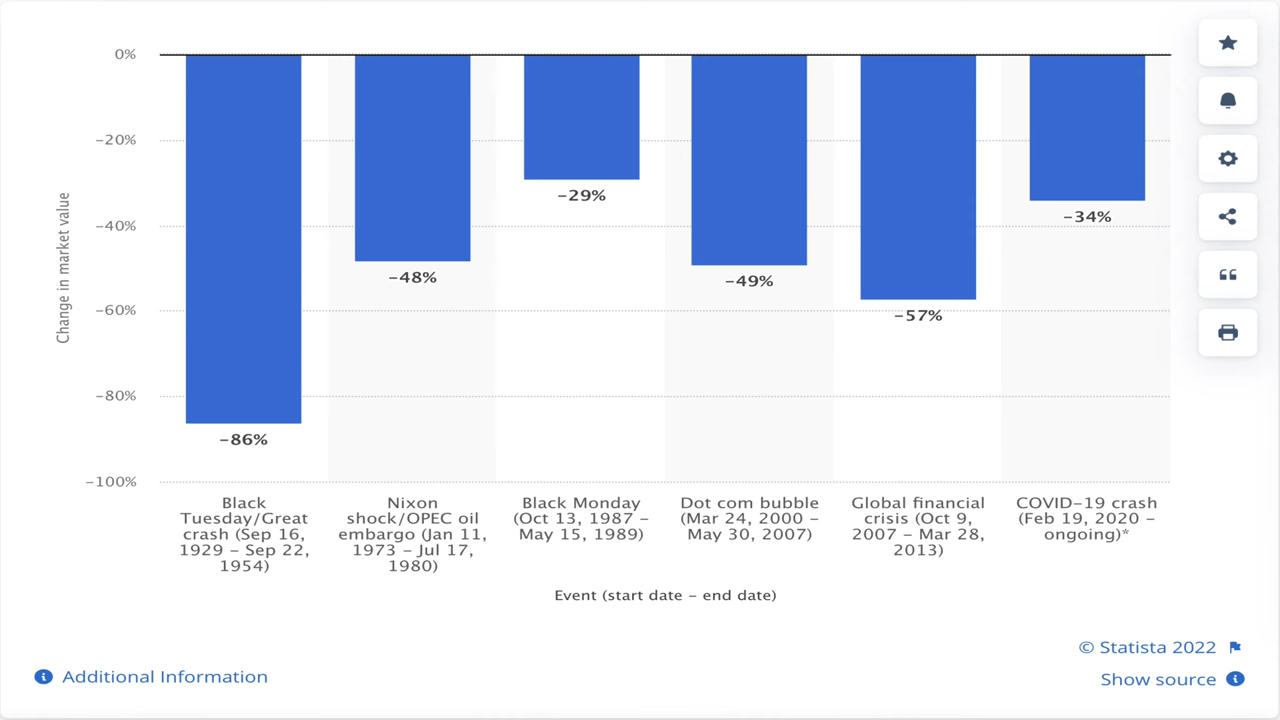 0%
−20%
−40%
−60%
−80%
−100%
Change in market value
−86%
−48%
−29%
−49%
−57%
−34%
Black
Tuesday/Great
crash (Sep 16,
1929 – Sep 22,
1954)
Nixon
shock/OPEC oil
embargo (Jan 11,
1973 – Jul 17,
1980)
Black Monday
(Oct 13, 1987 –
May 15, 1989)
Dot com bubble
(Mar 24, 2000 –
May 30, 2007)
Global financial
crisis (Oct 9,
2007 – Mar 28,
2013)
COVID-19 crash
(Feb 19, 2020 –
ongoing)*
Event (start date – end date)
© Statista 2022
Additional Information
Show source